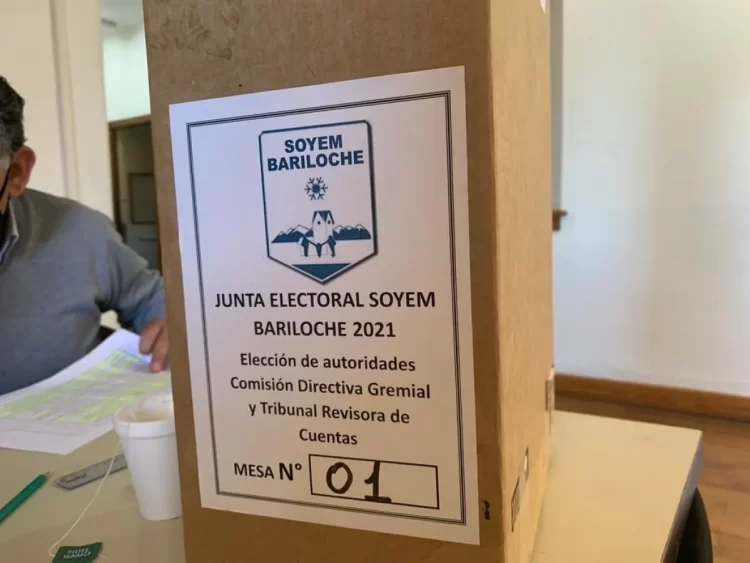 SOYEM
BARILOCHE
JUNTA ELECTORAL SOYEM
BARILOCHE 2021
Elección de autoridades
Comisión Directiva Gremial
y Tribunal Revisora de
Cuentas
MESA N° 01